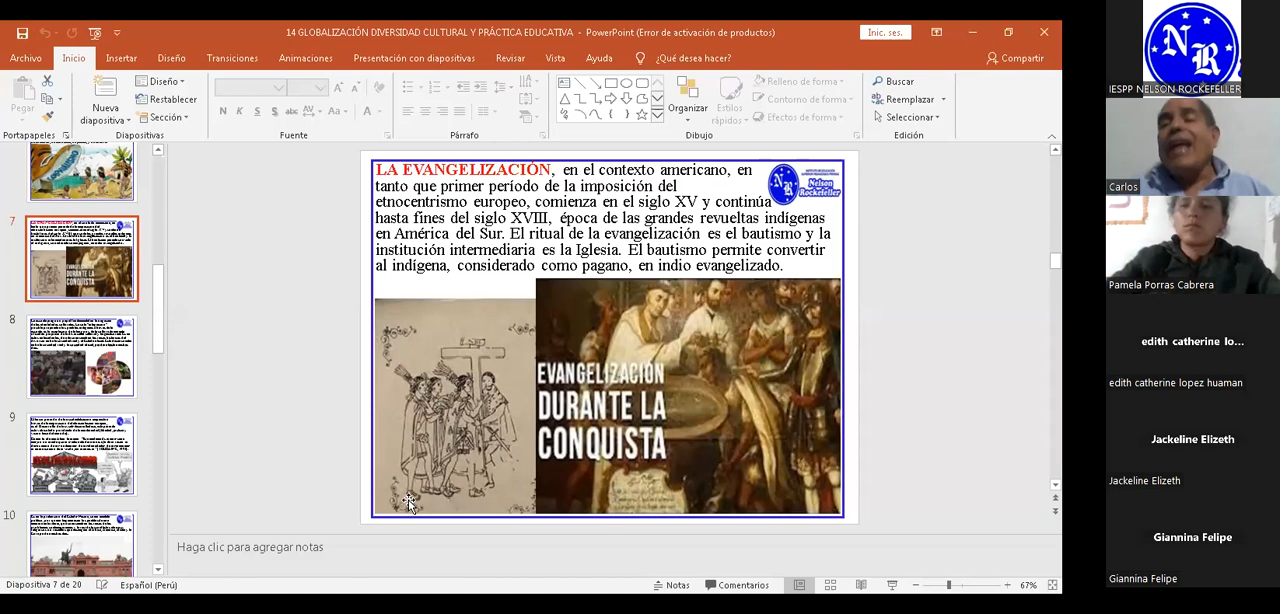 14 GLOBALIZACIÓN DIVERSIDAD CULTURAL Y PRÁCTICA EDUCATIVA - PowerPoint (Error de activación de productos)
Inic. ses.
Archivo
Inicio
Insertar
Diseño
Transiciones
Animaciones
Presentación con diapositivas
Revisar
Vista
Ayuda
¿Qué desea hacer?
Compartir
Pegar
Nueva
diapositiva
Diseño
Restablecer
Sección
N K S S abc AV Aa A
Organizar
Estilos
rápidos
Relleno de forma
Contorno de forma
Efectos de forma
Buscar
Reemplazar
Seleccionar
Portapapeles
Diapositivas
Fuente
Párrafo
Dibujo
Edición
7
8
9
10
LA EVANGELIZACIÓN, en el contexto americano, en
tanto que primer período de la imposición del
etnocentrismo europeo, comienza en el siglo XV y continúa
hasta fines del siglo XVIII, época de las grandes revueltas indígenas
en América del Sur. El ritual de la evangelización es el bautismo y la
institución intermediaria es la Iglesia. El bautismo permite convertir
al indígena, considerado como pagano, en indio evangelizado.
NR
Nelson
Rockefeller
EVANGELIZACIÓN
DURANTE LA
CONQUISTA
Haga clic para agregar notas
Diapositiva 7 de 20
Español (Perú)
Notas
Comentarios
67%
NR
IESPP NELSON ROCKEFELLER
Carlos
Pamela Porras Cabrera
edith catherine lo...
edith catherine lopez huaman
Jackeline Elizeth
Jackeline Elizeth
Giannina Felipe
Giannina Felipe